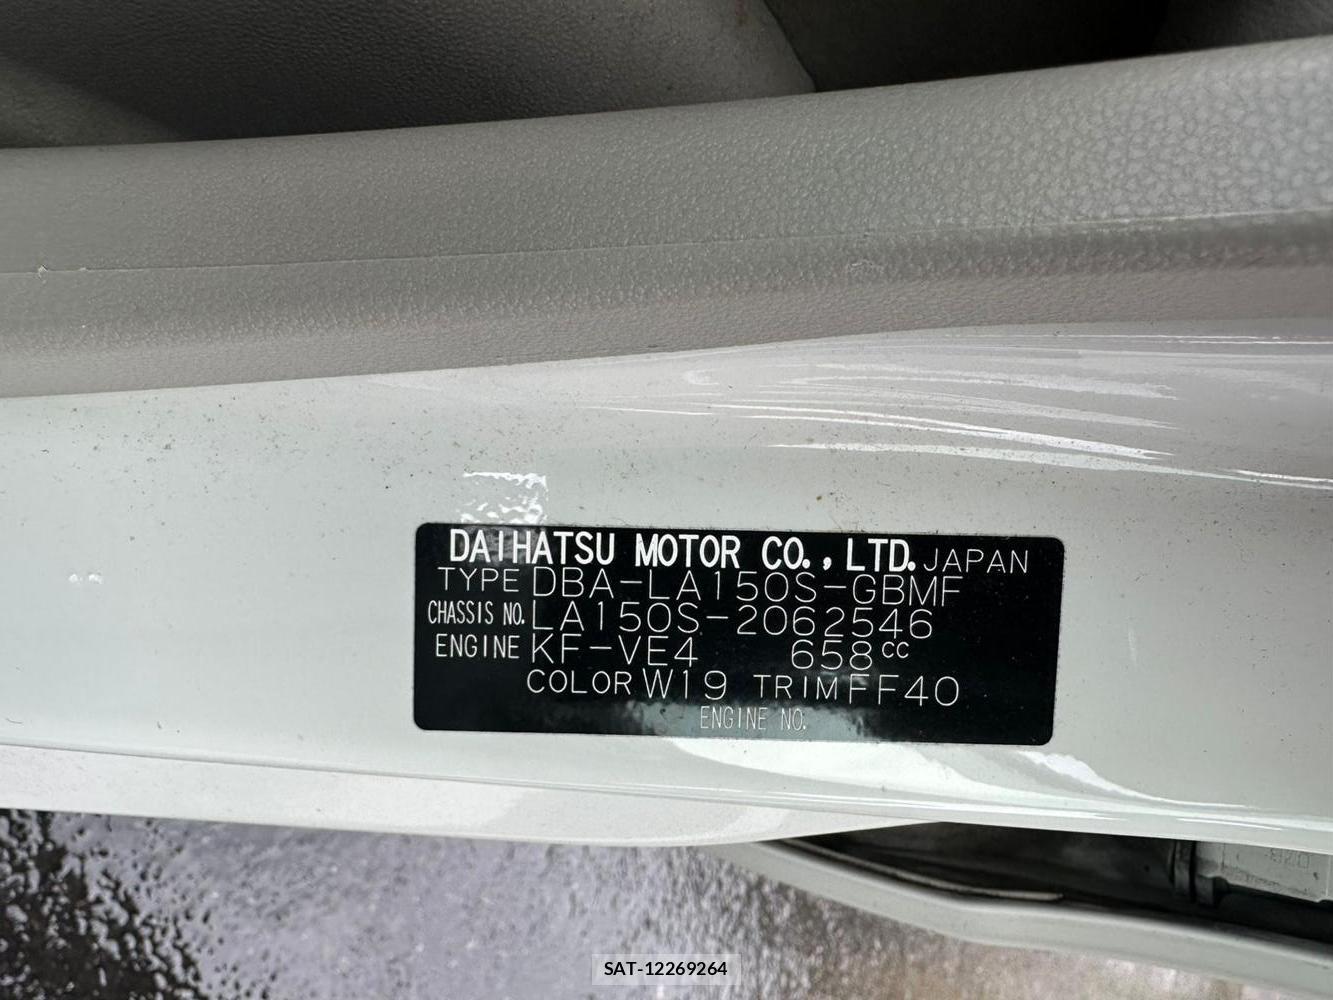 DAIHATSU MOTOR CO., LTD. JAPAN
TYPE DBA-LA150S-GBMF
CHASSIS NO. LA150S-2062546
ENGINE KF-VE4 658cc
COLOR W19 TRIM FF40
ENGINE NO.
SAT-12269264